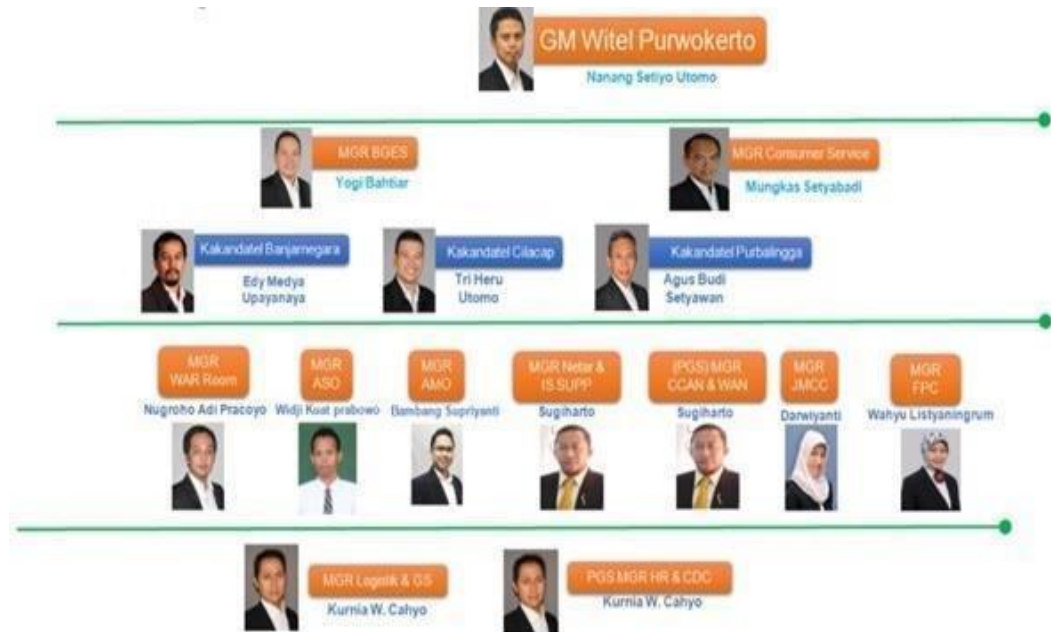 GM Witel Purwokerto
Nanang Setiyo Utomo
MGR BGES
Yogi Bahtiar
MGR Consumer Service
Mungkas Setyabadi
Kakandatel Banjarnegara
Edy Medya
Upayanaya
Kakandatel Cilacap
Tri Heru
Utomo
Kakandatel Purbalingga
Agus Budi
Setyawan
MGR
WAR Room
Nugroho Adi Pracoyo
MGR
ASO
Widji Kuat prabowo
MGR
AMO
Bambang Supriyanti
MGR Netar &
IS SUPP
Sugiharto
(PGS) MGR
CCAN & WAN
Sugiharto
MGR
JMCC
Darwiyanti
MGR
FPC
Wahyu Listyaningrum
MGR Logistik & GS
Kurnia W. Cahyo
PGS MGR HR & CDC
Kurnia W. Cahyo